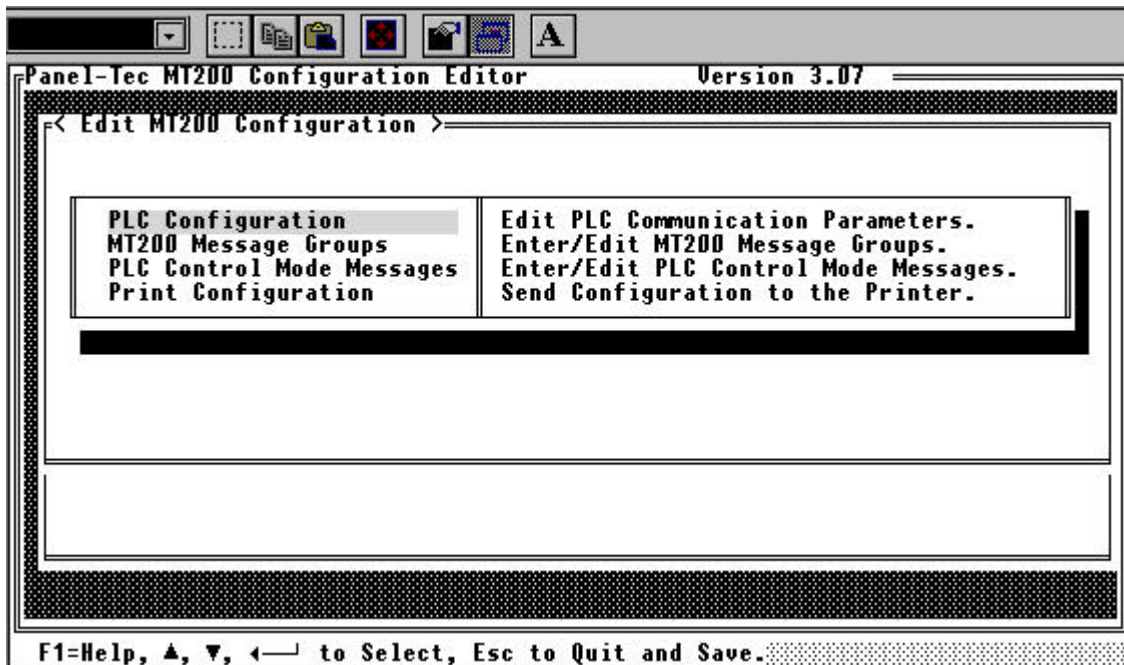 A
Panel-Tec MT200 Configuration Editor Version 3.07
< Edit MT200 Configuration >
PLC Configuration Edit PLC Communication Parameters.
MT200 Message Groups Enter/Edit MT200 Message Groups.
PLC Control Mode Messages Enter/Edit PLC Control Mode Messages.
Print Configuration Send Configuration to the Printer.
F1=Help, ▲, ▼, ◄─┘ to Select, Esc to Quit and Save.